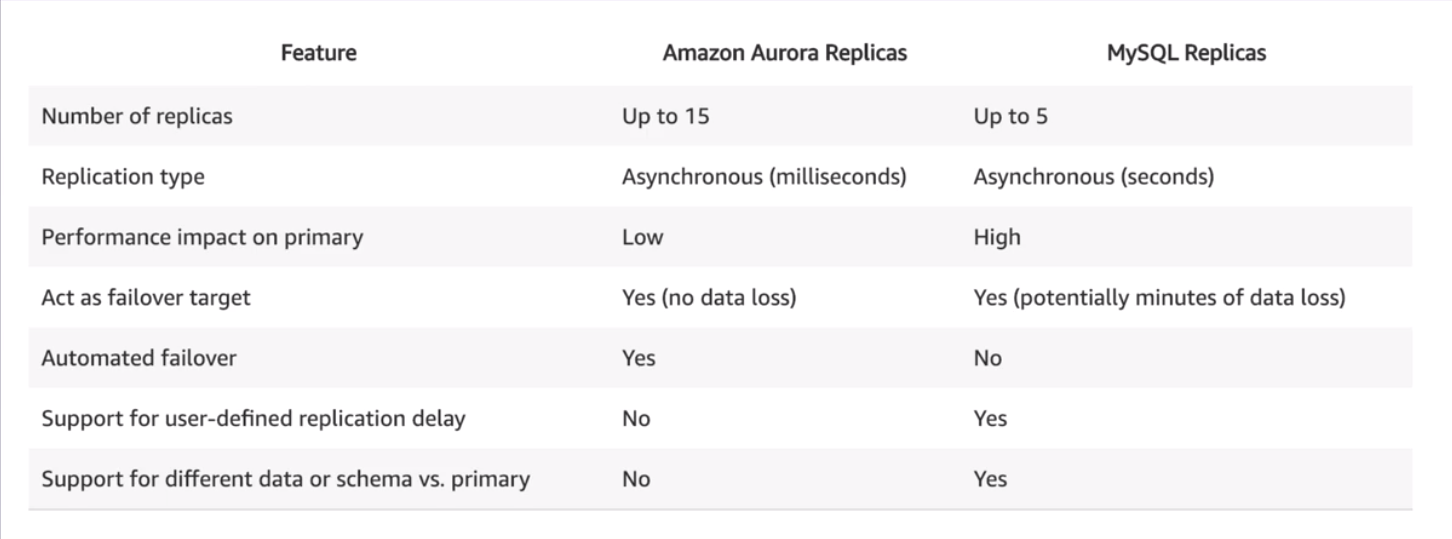 Feature Amazon Aurora Replicas MySQL Replicas
Number of replicas Up to 15 Up to 5
Replication type Asynchronous (milliseconds) Asynchronous (seconds)
Performance impact on primary Low High
Act as failover target Yes (no data loss) Yes (potentially minutes of data loss)
Automated failover Yes No
Support for user-defined replication delay No Yes
Support for different data or schema vs. primary No Yes